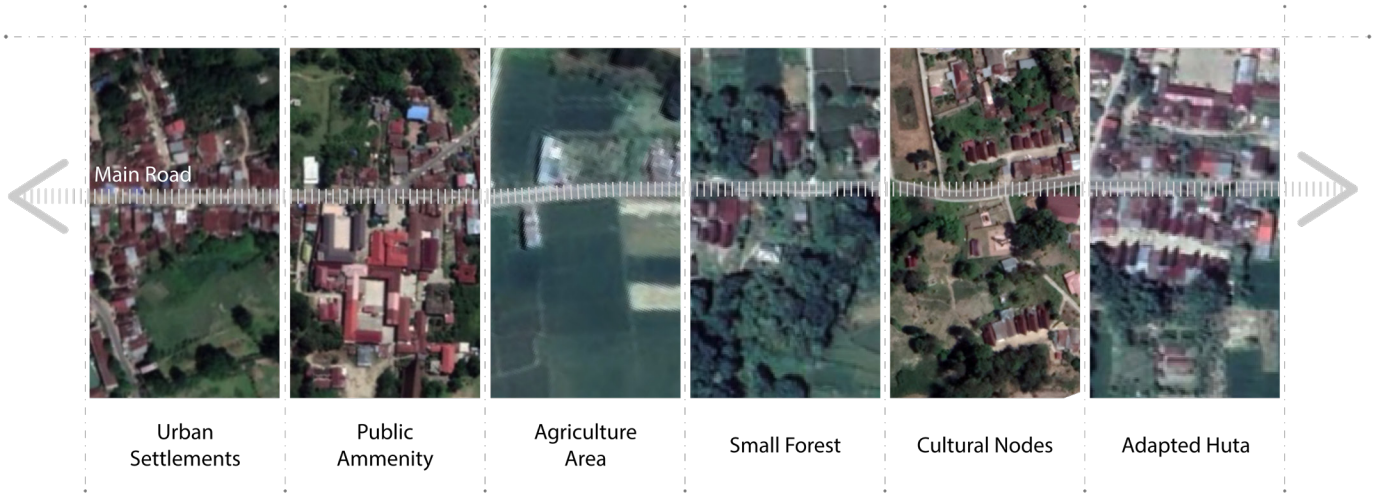 Main Road
Urban
Settlements
Public
Ammenity
Agriculture
Area
Small Forest
Cultural Nodes
Adapted Huta